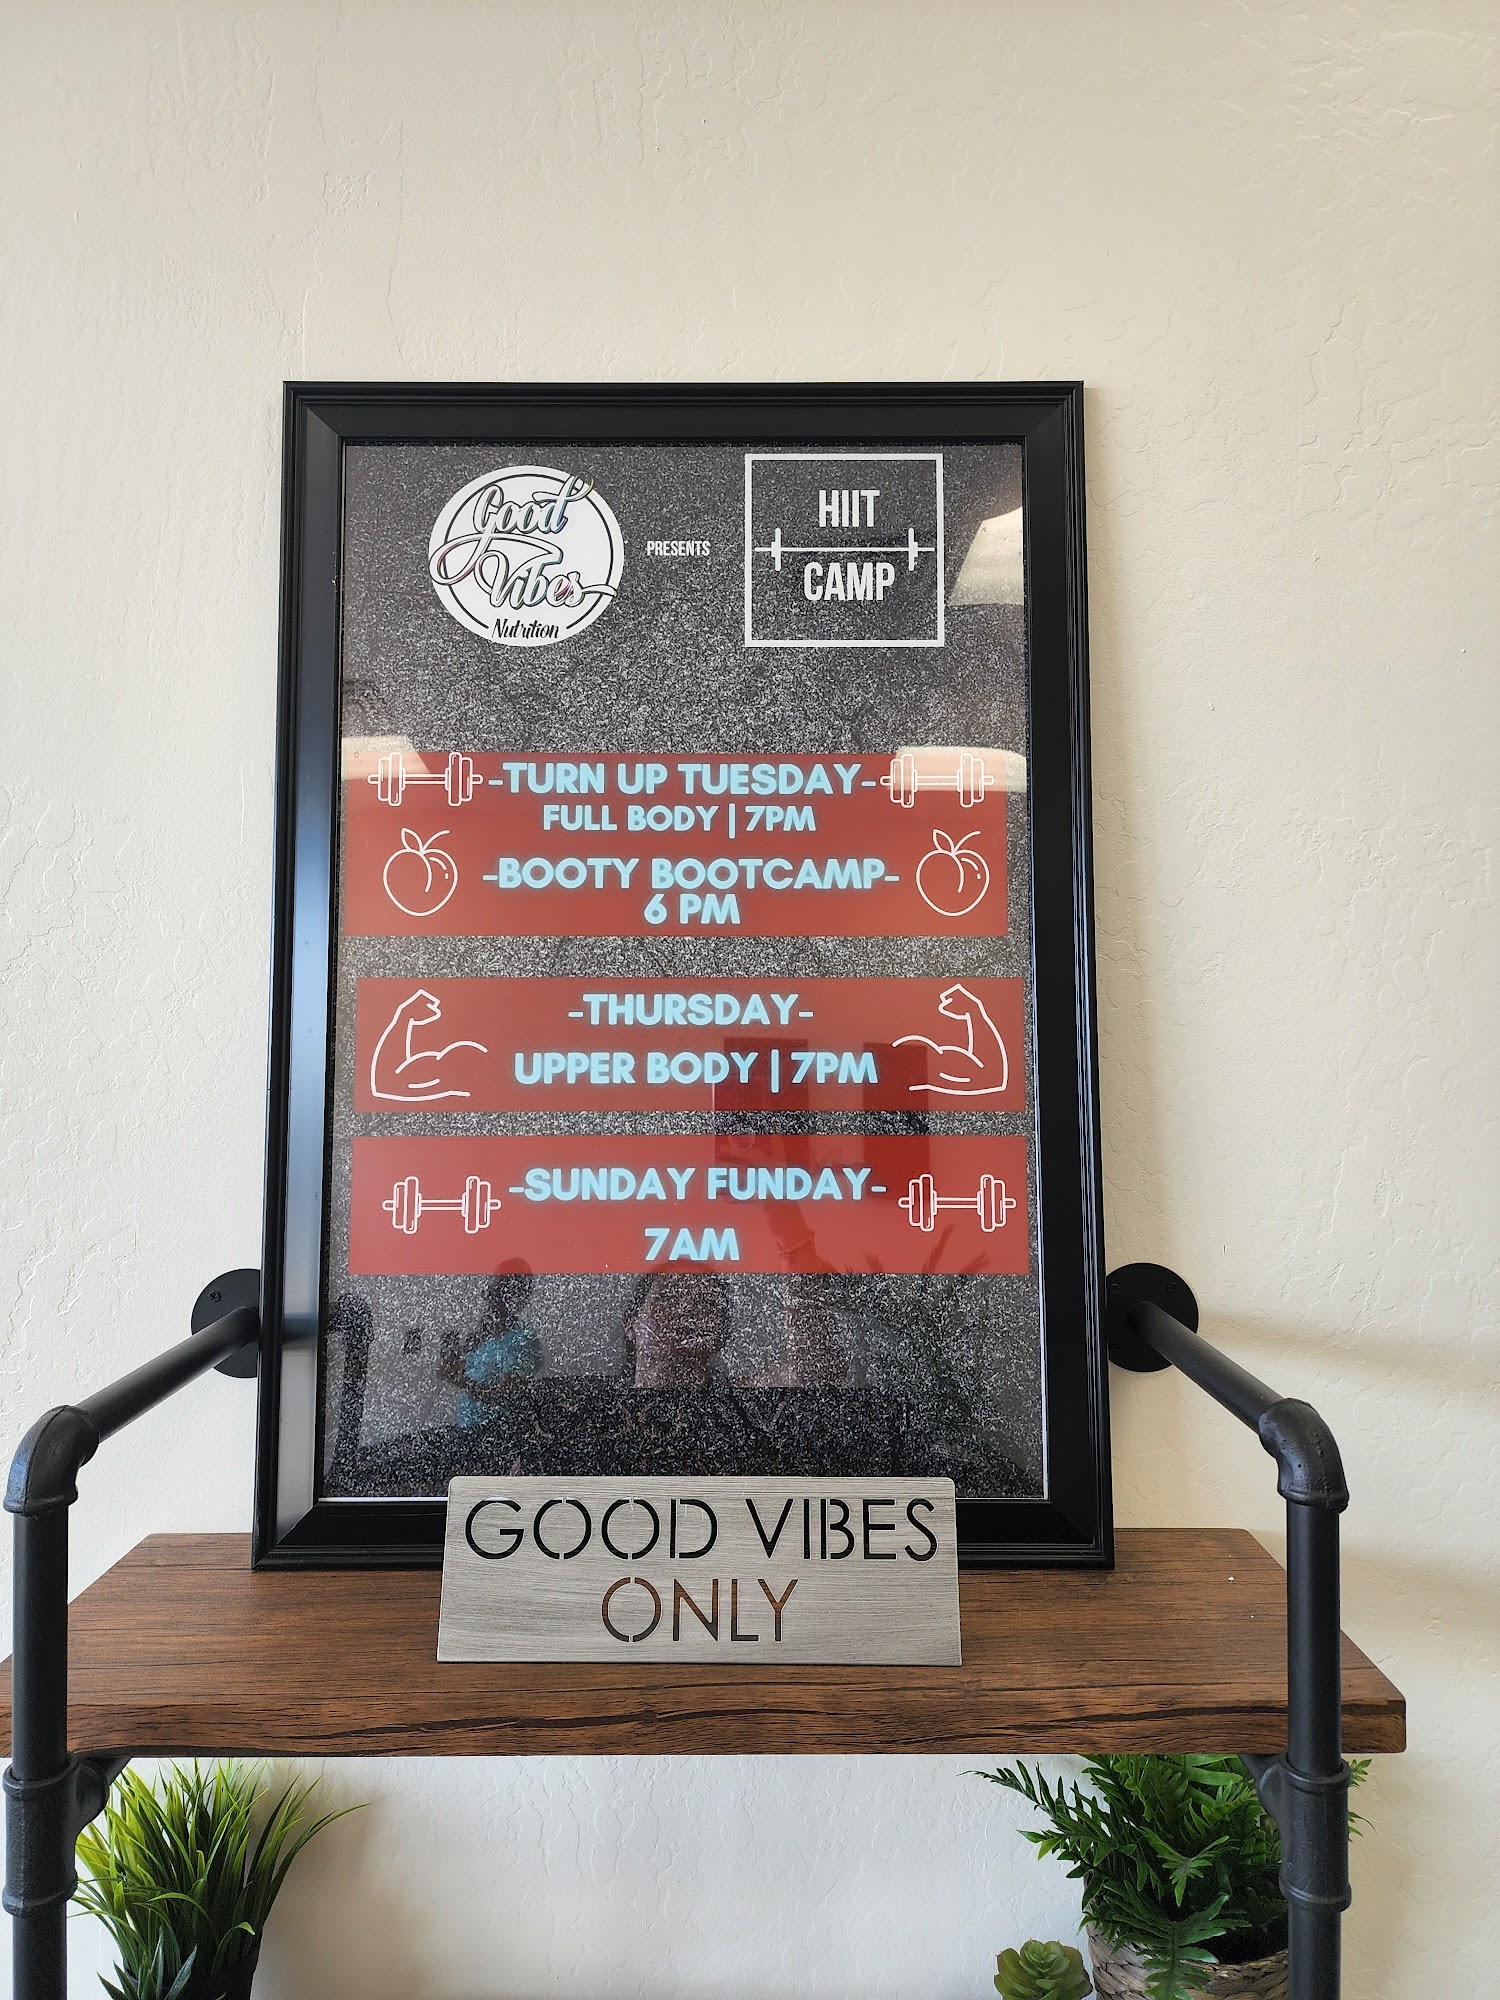 Good
Vibes
Nutrition
PRESENTS
HIIT
CAMP
-TURN UP TUESDAY-
FULL BODY | 7PM
-BOOTY BOOTCAMP-
6 PM
-THURSDAY-
UPPER BODY | 7PM
-SUNDAY FUNDAY-
7AM
GOOD VIBES
ONLY